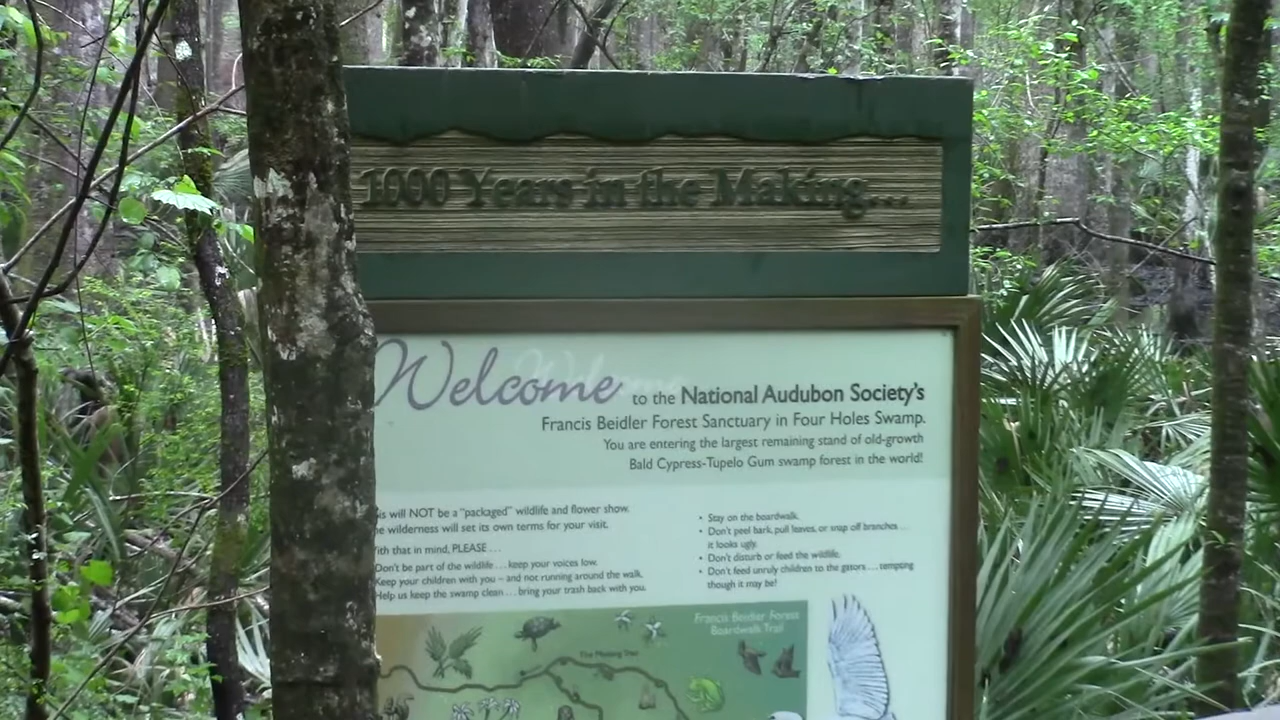 1000 Years in the Making...
Welcome to the National Audubon Society's
Francis Beidler Forest Sanctuary in Four Holes Swamp.
You are entering the largest remaining stand of old-growth
Bald Cypress-Tupelo Gum swamp forest in the world!
is will NOT be a "packaged" wildlife and flower show.
e wilderness will set its own terms for your visit.
ith that in mind, PLEASE ...
Don't be part of the wildlife ... keep your voices low.
Keep your children with you – and not running around the walk.
Help us keep the swamp clean ... bring your trash back with you.
• Stay on the boardwalk.
• Don't peel bark, pull leaves, or snap off branches ...
it looks ugly.
• Don't disturb or feed the wildlife.
• Don't feed unruly children to the gators ... tempting
though it may be!
Francis Beidler Forest
Boardwalk Trail
The Meeting Tree